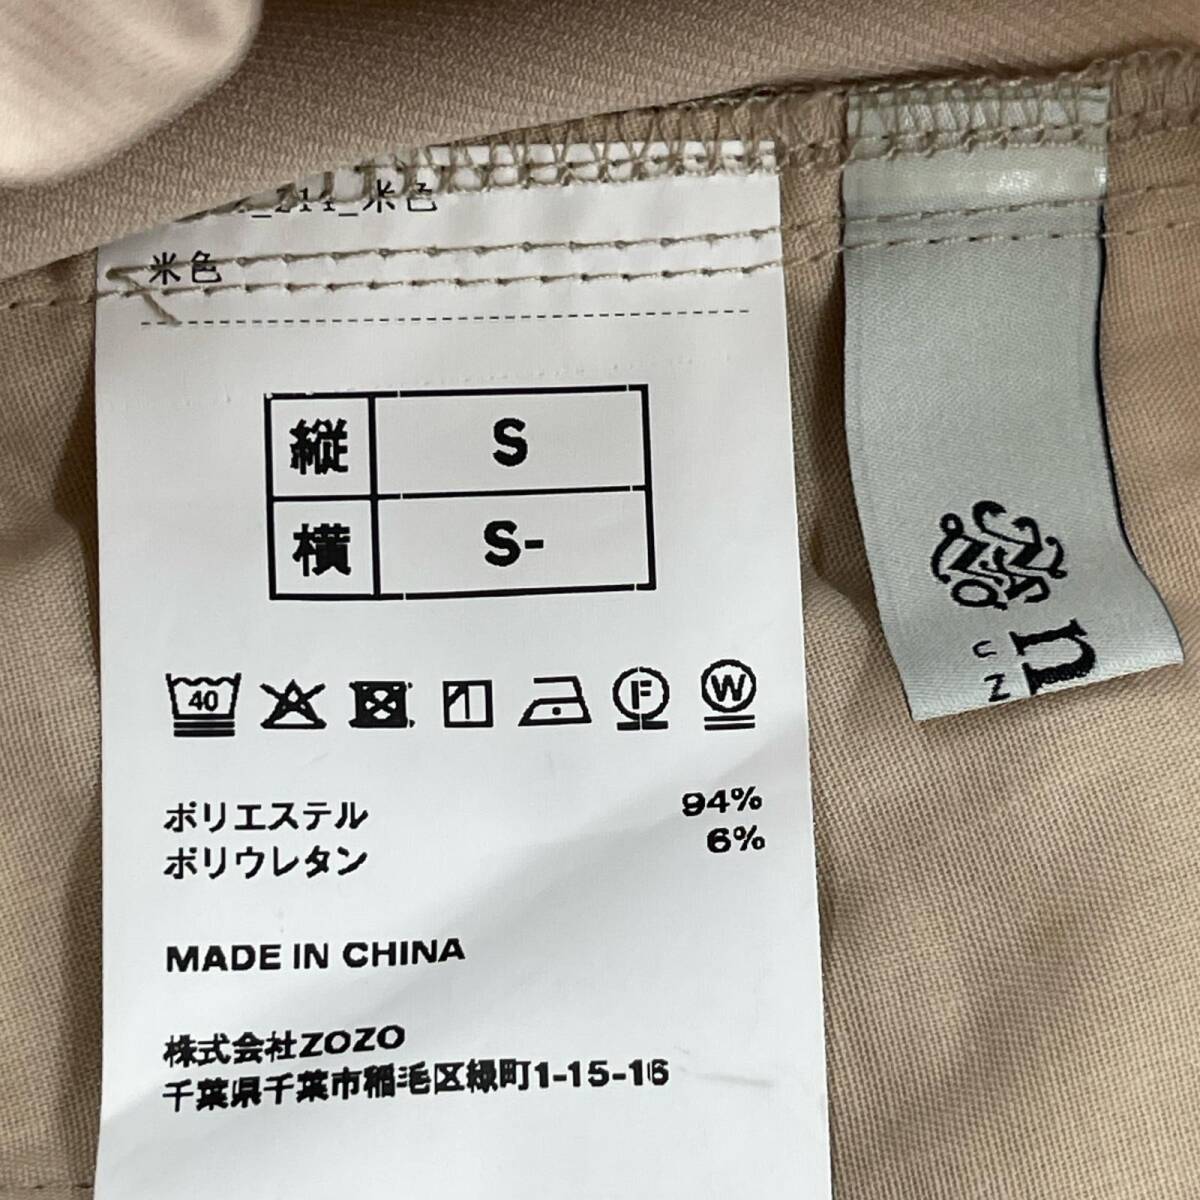 米色
米色
縦 S
横 S-
40 F W
ポリエステル 94%
ポリウレタン 6%
MADE IN CHINA
株式会社ZOZO
千葉県千葉市稲毛区緑町1-15-16